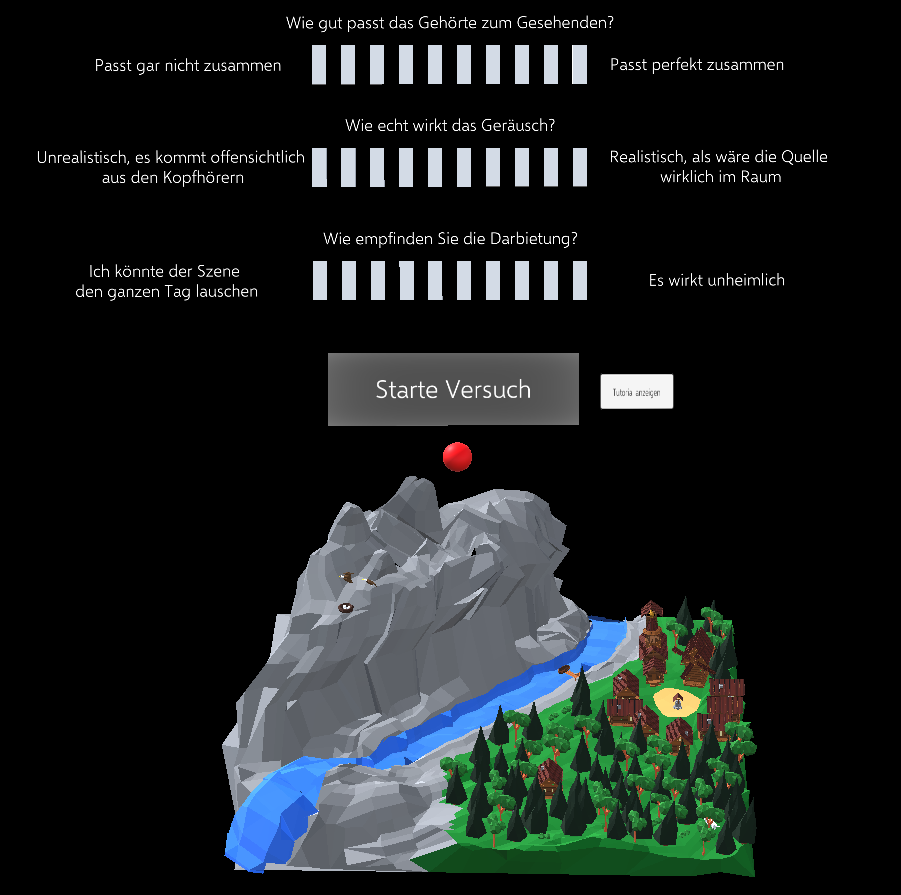 Wie gut passt das Gehörte zum Gesehenden?
Passt gar nicht zusammen
Passt perfekt zusammen
Wie echt wirkt das Geräusch?
Unrealistisch, es kommt offensichtlich
aus den Kopfhörern
Realistisch, als wäre die Quelle
wirklich im Raum
Wie empfinden Sie die Darbietung?
Ich könnte der Szene
den ganzen Tag lauschen
Es wirkt unheimlich
Starte Versuch
Tutorial anzeigen